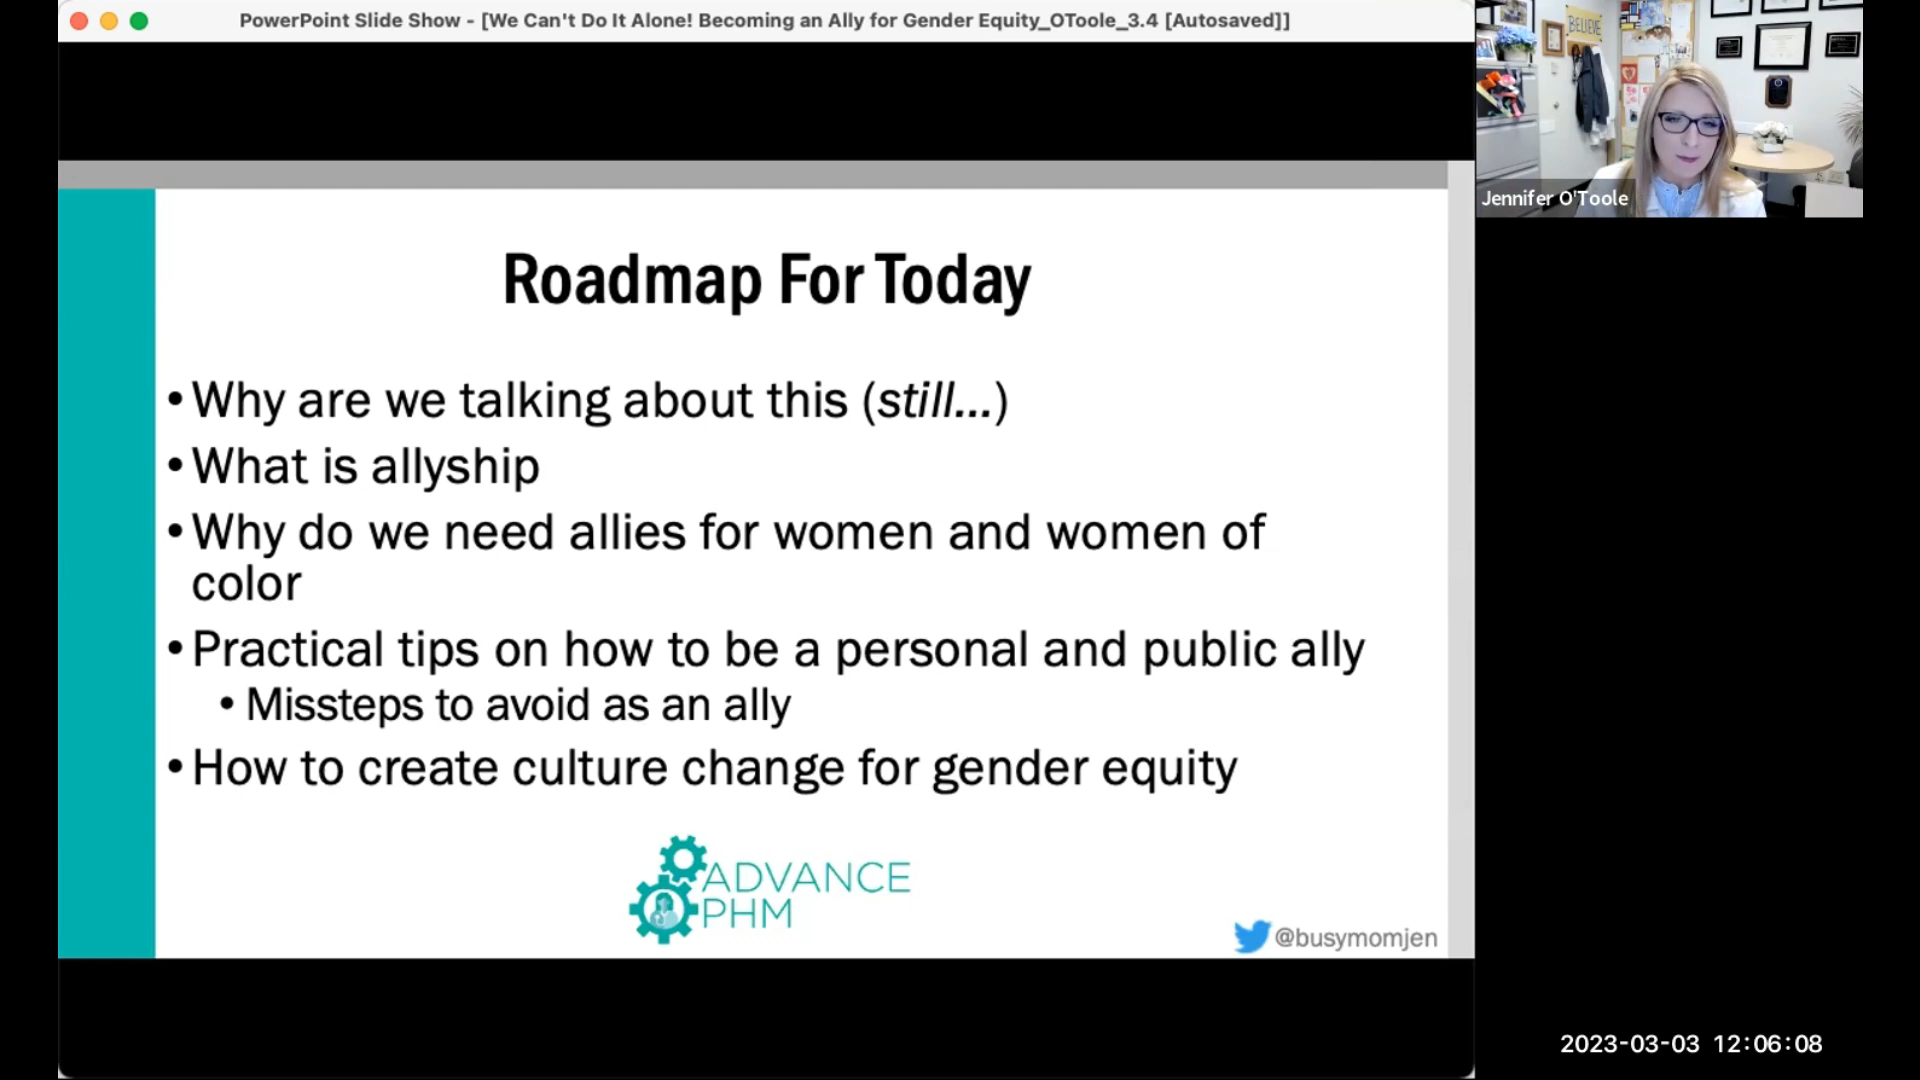 PowerPoint Slide Show - [We Can't Do It Alone! Becoming an Ally for Gender Equity_OToole_3.4 [Autosaved]]
BELIEVE
Jennifer O'Toole
Roadmap For Today
• Why are we talking about this (still...)
• What is allyship
• Why do we need allies for women and women of
color
• Practical tips on how to be a personal and public ally
• Missteps to avoid as an ally
• How to create culture change for gender equity
ADVANCE
PHM
@busymomjen
2023-03-03 12:06:08